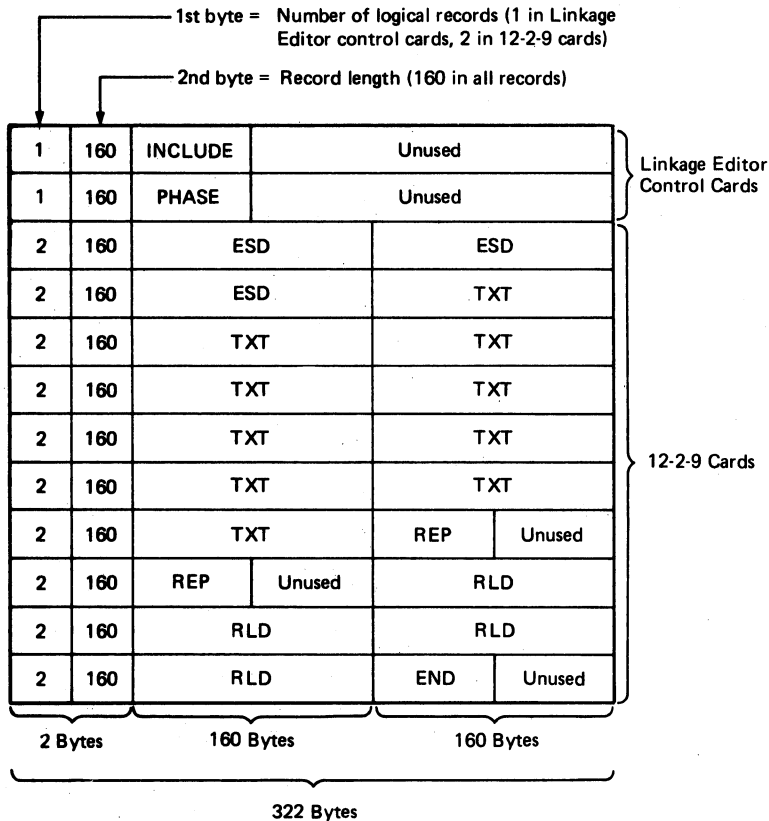 1st byte = Number of logical records (1 in Linkage
Editor control cards, 2 in 12-2-9 cards)
2nd byte = Record length (160 in all records)
1 160 INCLUDE Unused
1 160 PHASE Unused
Linkage Editor
Control Cards
2 160 ESD ESD
2 160 ESD TXT
2 160 TXT TXT
2 160 TXT TXT
2 160 TXT TXT
2 160 TXT TXT
2 160 TXT REP Unused
2 160 REP Unused RLD
2 160 RLD RLD
2 160 RLD END Unused
12-2-9 Cards
2 Bytes 160 Bytes 160 Bytes
322 Bytes